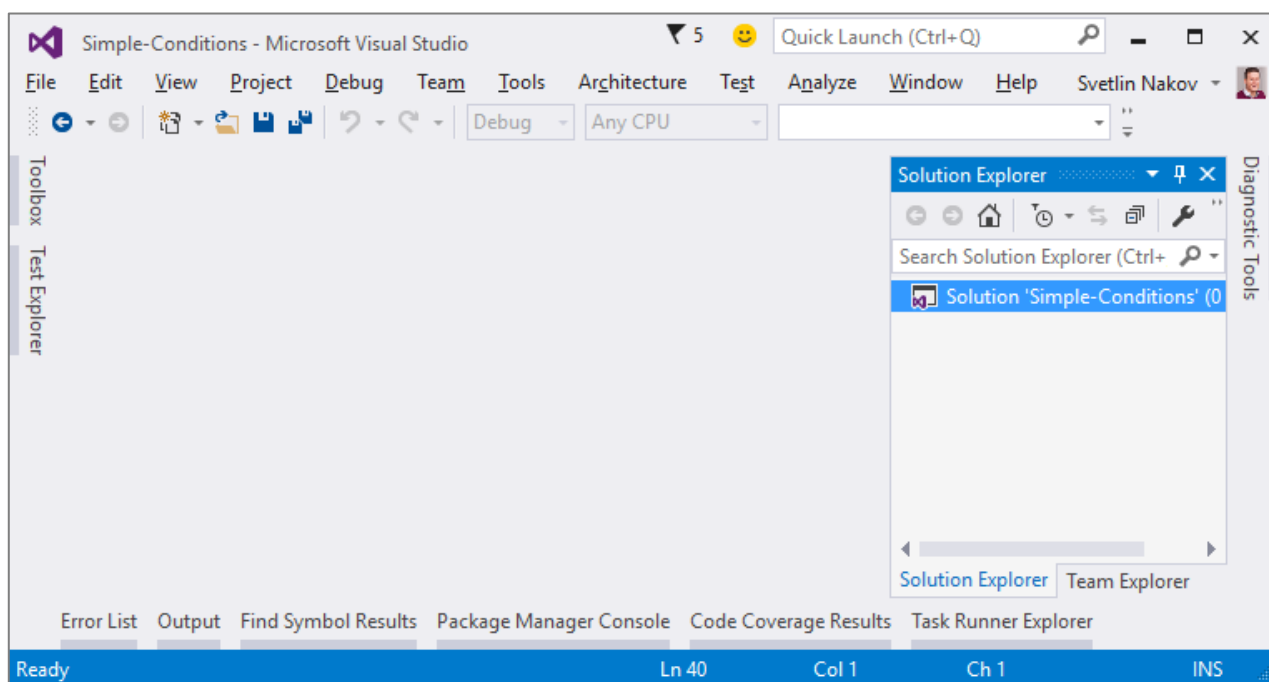 Simple-Conditions - Microsoft Visual Studio 5 Quick Launch (Ctrl+Q)
File Edit View Project Debug Team Tools Architecture Test Analyze Window Help Svetlin Nakov
Debug Any CPU
Toolbox
Test Explorer
Solution Explorer
Search Solution Explorer (Ctrl+
Solution 'Simple-Conditions' (0
Solution Explorer Team Explorer
Diagnostic Tools
Error List Output Find Symbol Results Package Manager Console Code Coverage Results Task Runner Explorer
Ready Ln 40 Col 1 Ch 1 INS